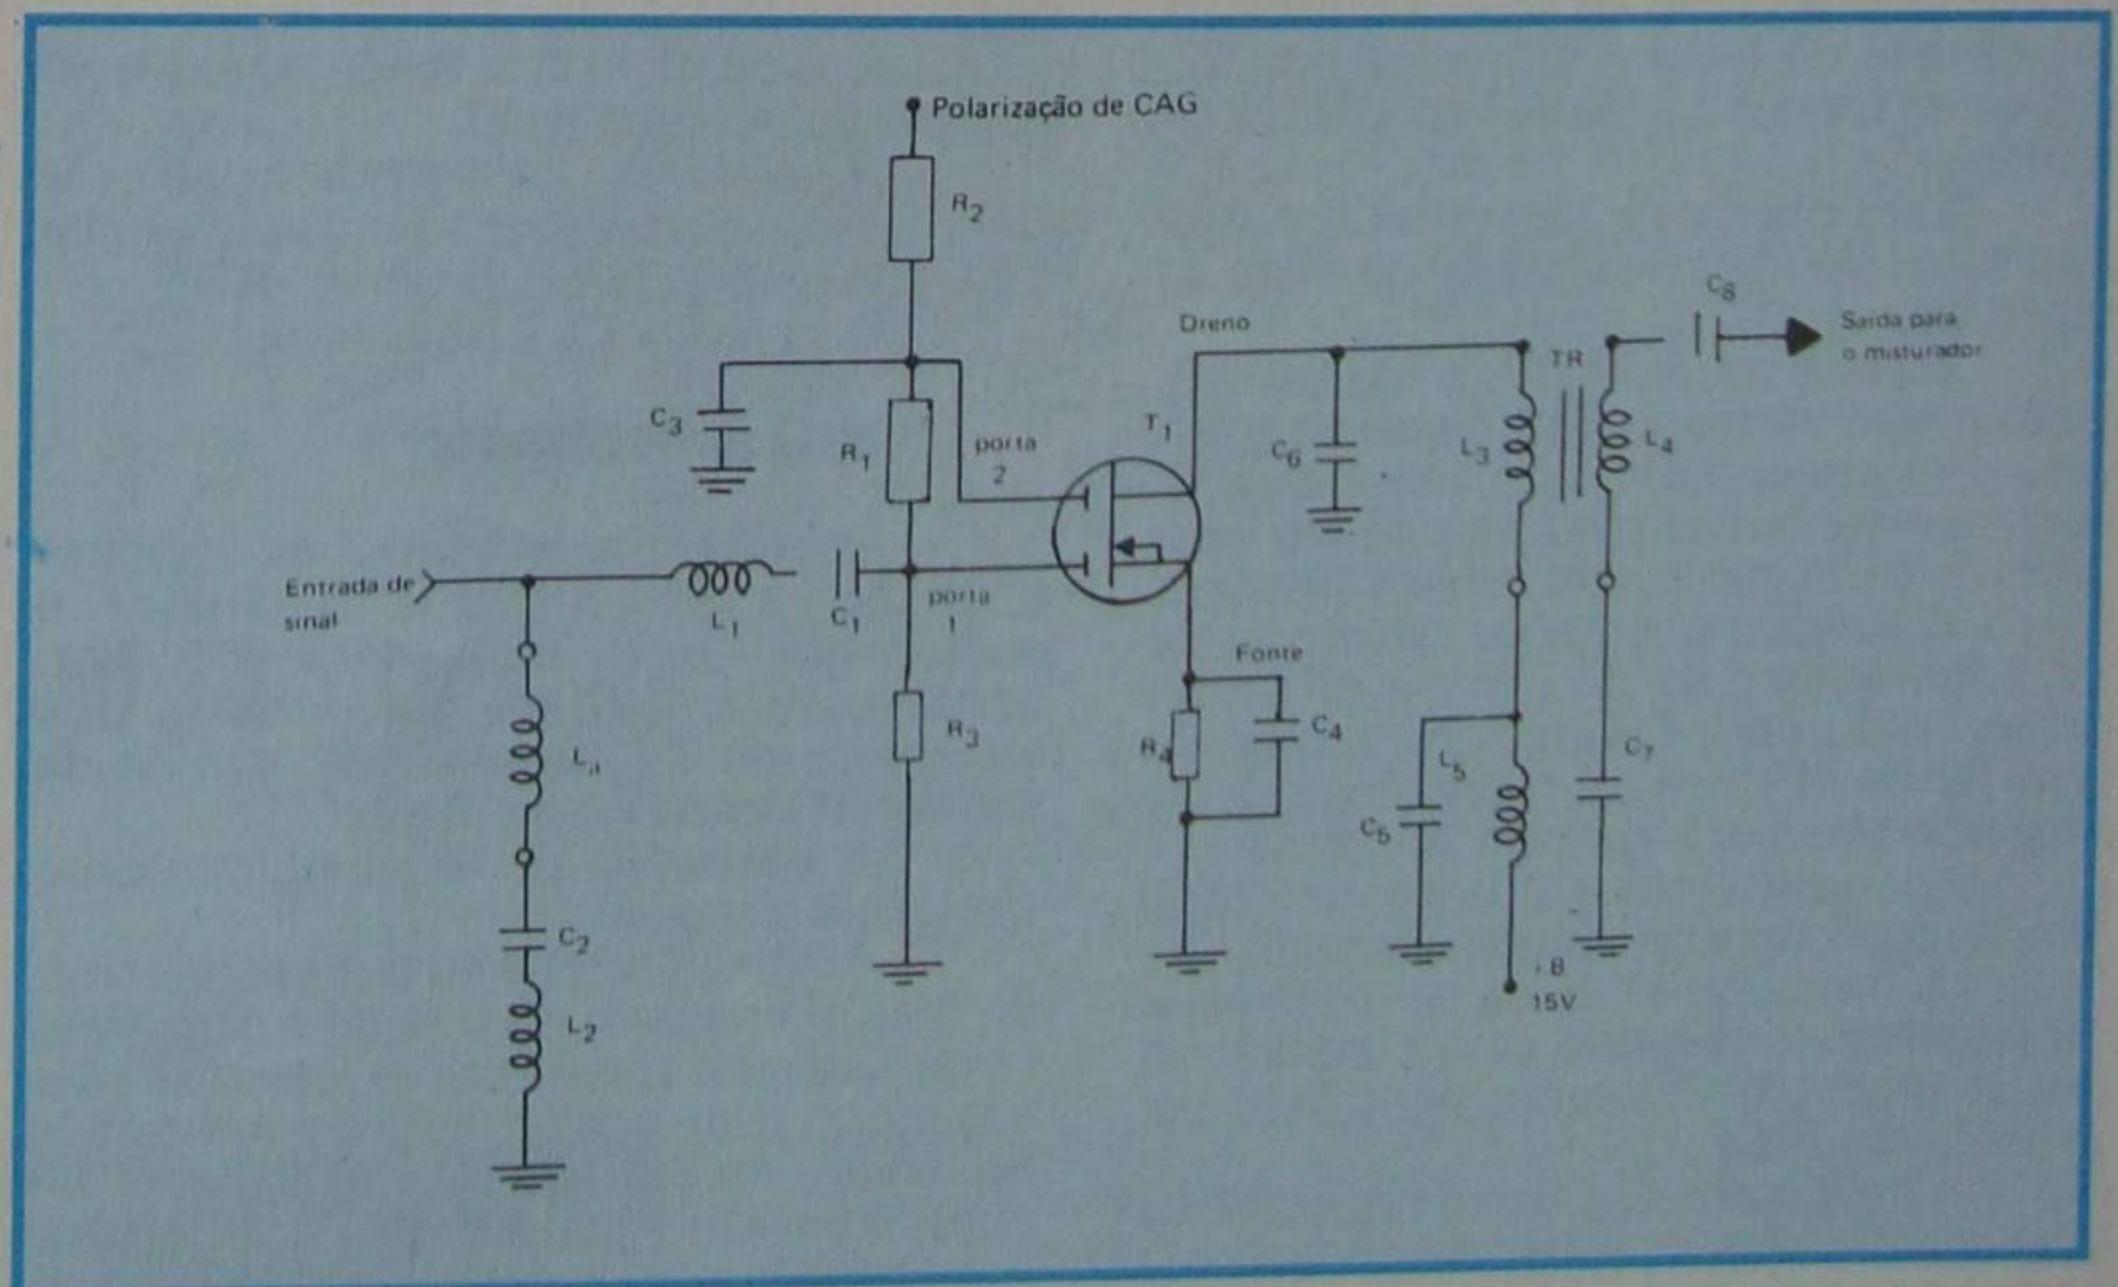 Polarização de CAG
R2
C3
R1
porta
2
T1
Dreno
C6
L3
TR
L4
C8
Saída para
o misturador
Entrada de
sinal
L1
C1
porta
1
Fonte
R3
R4
C4
L5
C5
C7
C2
L2
15V